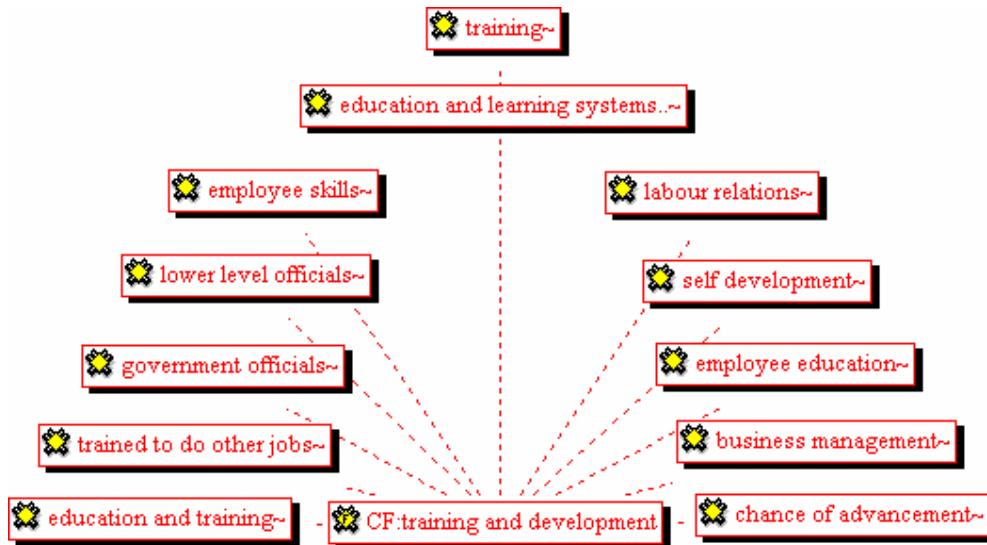 training~
education and learning systems..~
employee skills~
labour relations~
lower level officials~
self development~
government officials~
employee education~
trained to do other jobs~
business management~
education and training~
CF:training and development
chance of advancement~